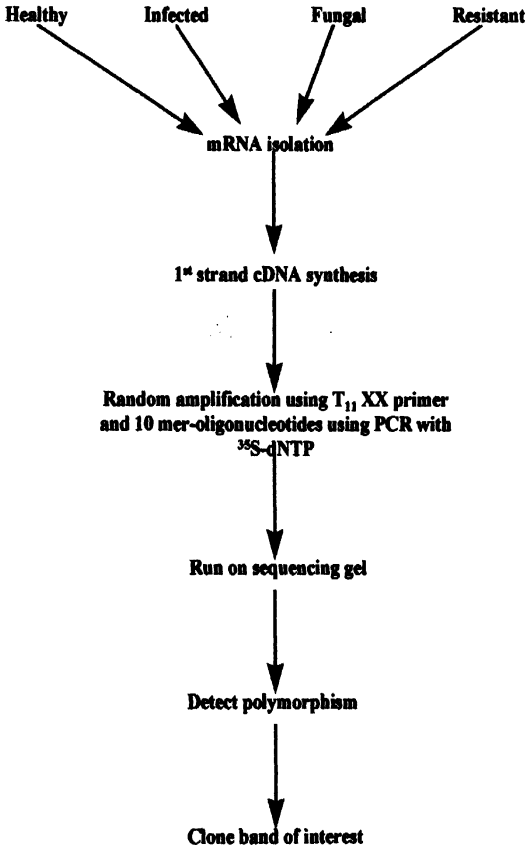 Healthy Infected Fungal Resistant
mRNA isolation
1st strand cDNA synthesis
Random amplification using T11 XX primer
and 10 mer-oligonucleotides using PCR with
35S-dNTP
Run on sequencing gel
Detect polymorphism
Clone band of interest